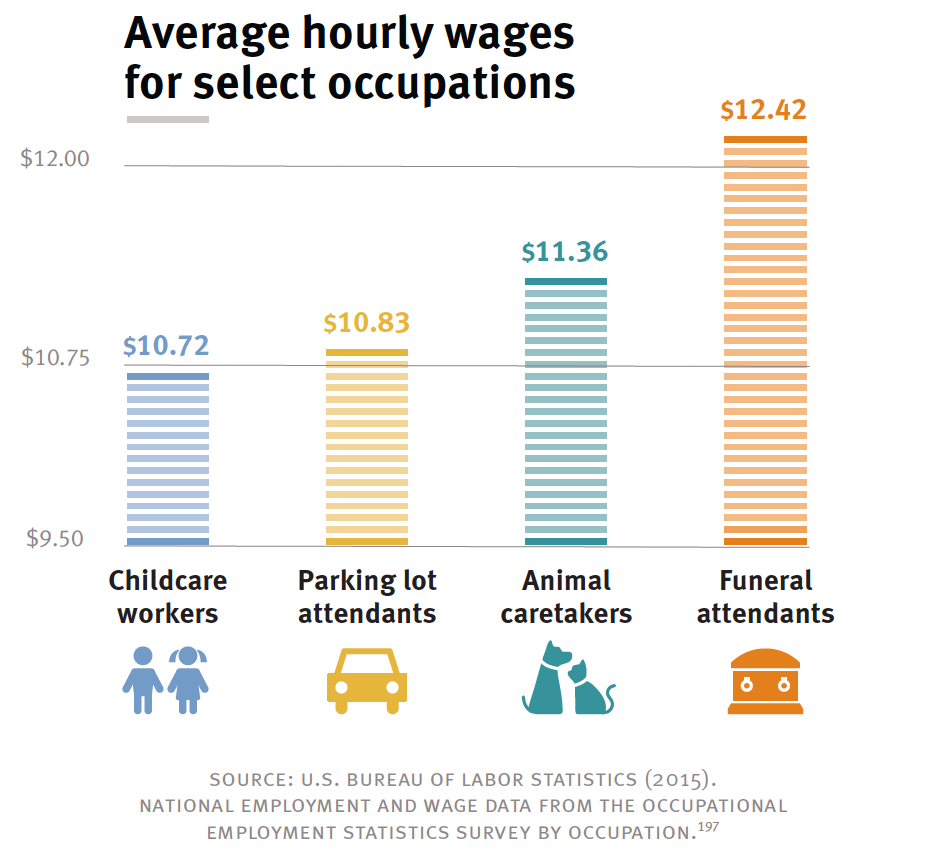 Average hourly wages
for select occupations
$12.42
$12.00
$11.36
$10.83
$10.72
$10.75
$9.50
Childcare
workers
Parking lot
attendants
Animal
caretakers
Funeral
attendants
SOURCE: U.S. BUREAU OF LABOR STATISTICS (2015).
NATIONAL EMPLOYMENT AND WAGE DATA FROM THE OCCUPATIONAL
EMPLOYMENT STATISTICS SURVEY BY OCCUPATION.197